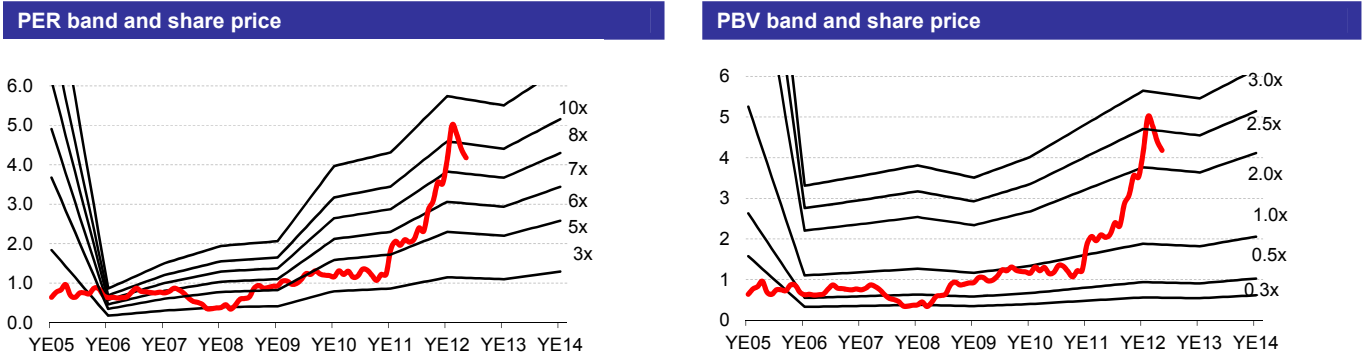 PER band and share price
6.0
5.0
4.0
3.0
2.0
1.0
0.0
10x
8x
7x
6x
5x
3x
YE05 YE06 YE07 YE08 YE09 YE10 YE11 YE12 YE13 YE14
PBV band and share price
6
5
4
3
2
1
0
3.0x
2.5x
2.0x
1.0x
0.5x
0.3x
YE05 YE06 YE07 YE08 YE09 YE10 YE11 YE12 YE13 YE14